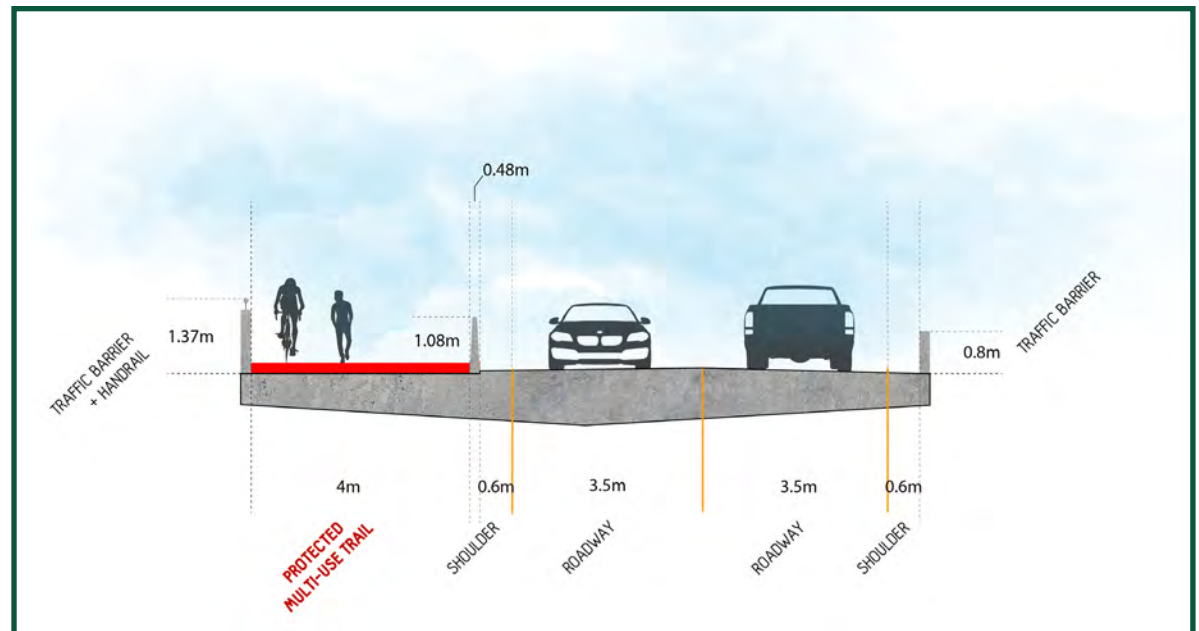 0.48m
1.37m
1.08m
0.8m
TRAFFIC BARRIER
+ HANDRAIL
TRAFFIC BARRIER
4m
0.6m
3.5m
3.5m
0.6m
PROTECTED
MULTI-USE TRAIL
SHOULDER
ROADWAY
ROADWAY
SHOULDER